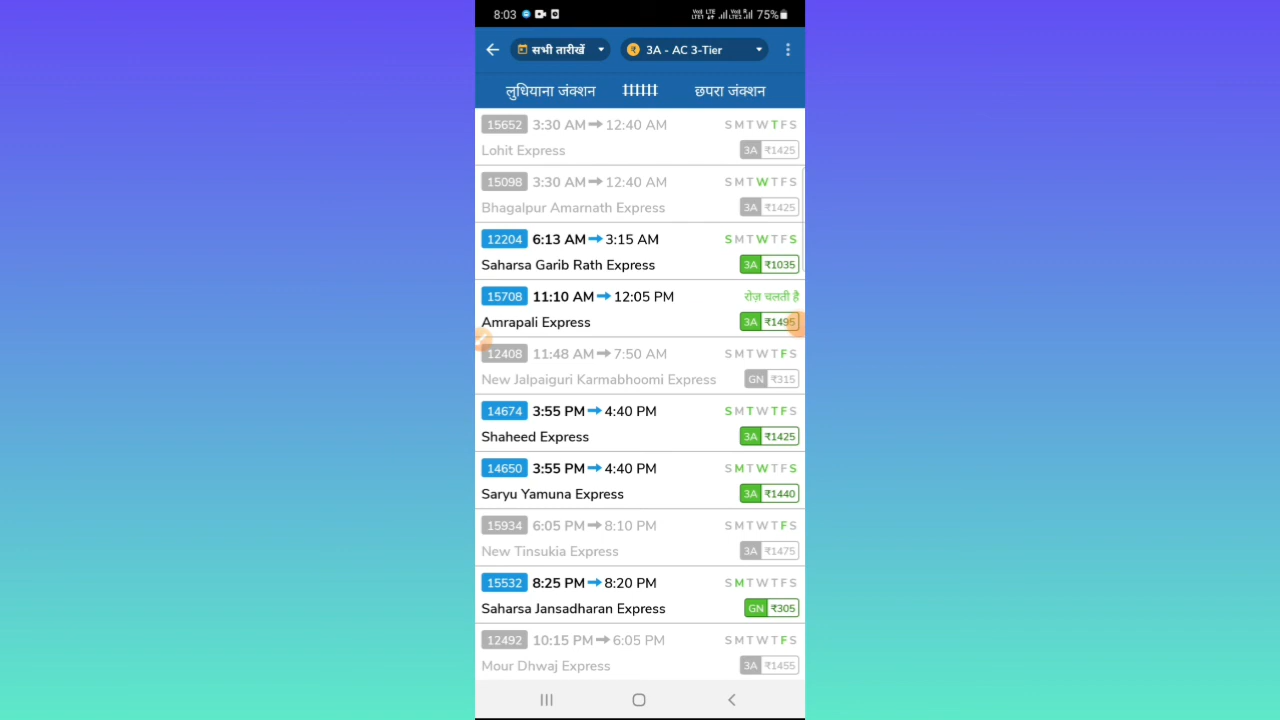 8:03 75%
सभी तारीखें 3A - AC 3-Tier
लुधियाना जंक्शन छपरा जंक्शन
15652 3:30 AM 12:40 AM S M T W T F S
Lohit Express 3A ₹1425
15098 3:30 AM 12:40 AM S M T W T F S
Bhagalpur Amarnath Express 3A ₹1425
12204 6:13 AM 3:15 AM S M T W T F S
Saharsa Garib Rath Express 3A ₹1035
15708 11:10 AM 12:05 PM रोज़ चलती है
Amrapali Express 3A ₹1495
12408 11:48 AM 7:50 AM S M T W T F S
New Jalpaiguri Karmabhoomi Express GN ₹315
14674 3:55 PM 4:40 PM S M T W T F S
Shaheed Express 3A ₹1425
14650 3:55 PM 4:40 PM S M T W T F S
Saryu Yamuna Express 3A ₹1440
15934 6:05 PM 8:10 PM S M T W T F S
New Tinsukia Express 3A ₹1475
15532 8:25 PM 8:20 PM S M T W T F S
Saharsa Jansadharan Express GN ₹305
12492 10:15 PM 6:05 PM S M T W T F S
Mour Dhwaj Express 3A ₹1455